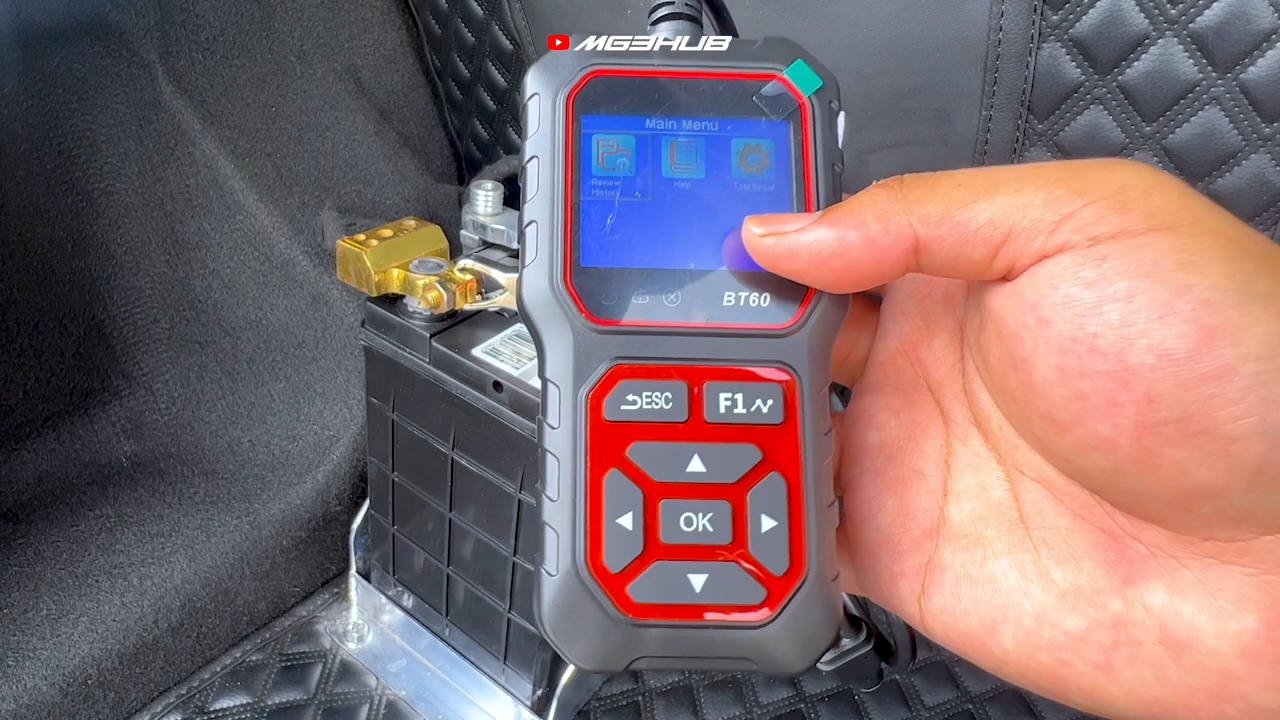 MG3HUB
Main Menu
Review
History
Help
Tool Setup
BT60
ESC
F1
OK